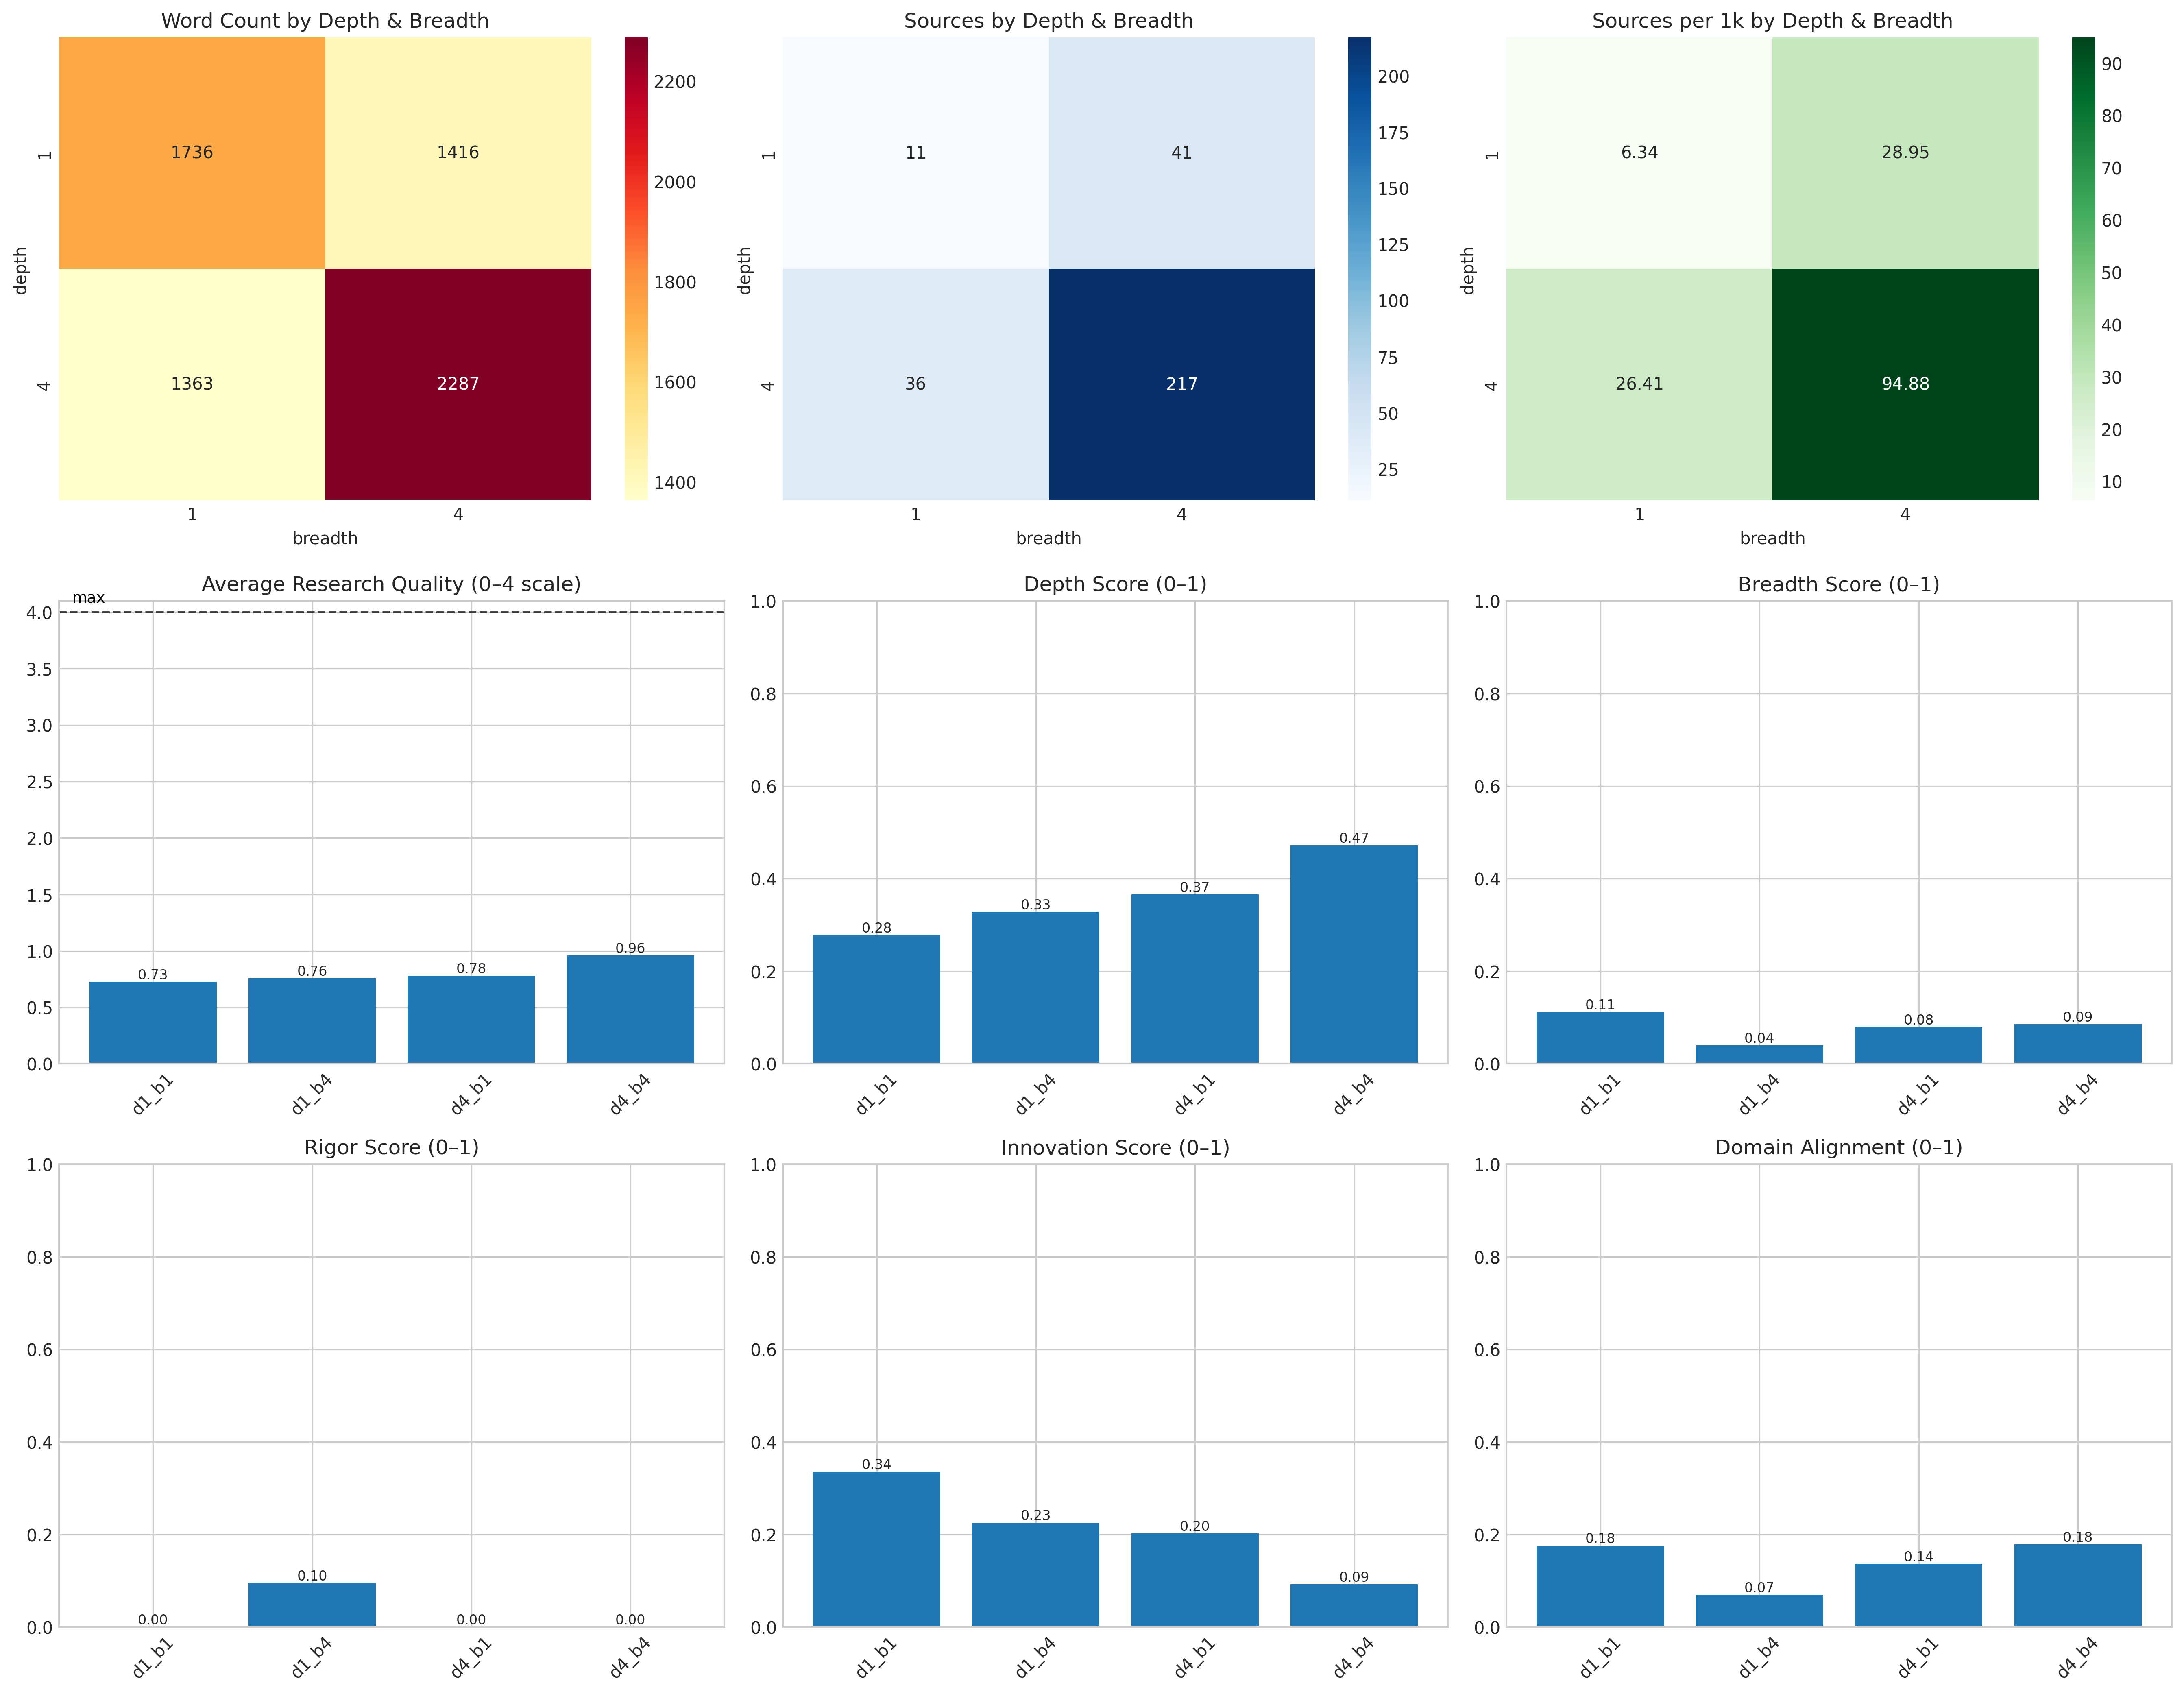 Word Count by Depth & Breadth
1736 1416
1363 2287
1
4
depth
1 4
breadth
2200
2000
1800
1600
1400
Sources by Depth & Breadth
11 41
36 217
1
4
depth
1 4
breadth
200
175
150
125
100
75
50
25
Sources per 1k by Depth & Breadth
6.34 28.95
26.41 94.88
1
4
depth
1 4
breadth
90
80
70
60
50
40
30
20
10
Average Research Quality (0–4 scale)
max
4.0
3.5
3.0
2.5
2.0
1.5
1.0
0.5
0.0
0.73 0.76 0.78 0.96
d1_b1 d1_b4 d4_b1 d4_b4
Depth Score (0–1)
1.0
0.8
0.6
0.4
0.2
0.0
0.28 0.33 0.37 0.47
d1_b1 d1_b4 d4_b1 d4_b4
Breadth Score (0–1)
1.0
0.8
0.6
0.4
0.2
0.0
0.11 0.04 0.08 0.09
d1_b1 d1_b4 d4_b1 d4_b4
Rigor Score (0–1)
1.0
0.8
0.6
0.4
0.2
0.0
0.00 0.10 0.00 0.00
d1_b1 d1_b4 d4_b1 d4_b4
Innovation Score (0–1)
1.0
0.8
0.6
0.4
0.2
0.0
0.34 0.23 0.20 0.09
d1_b1 d1_b4 d4_b1 d4_b4
Domain Alignment (0–1)
1.0
0.8
0.6
0.4
0.2
0.0
0.18 0.07 0.14 0.18
d1_b1 d1_b4 d4_b1 d4_b4